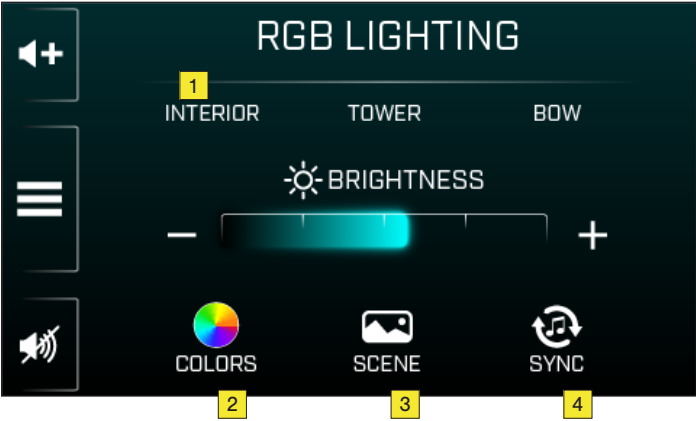 RGB LIGHTING
1
INTERIOR TOWER BOW
BRIGHTNESS
COLORS SCENE SYNC
2 3 4